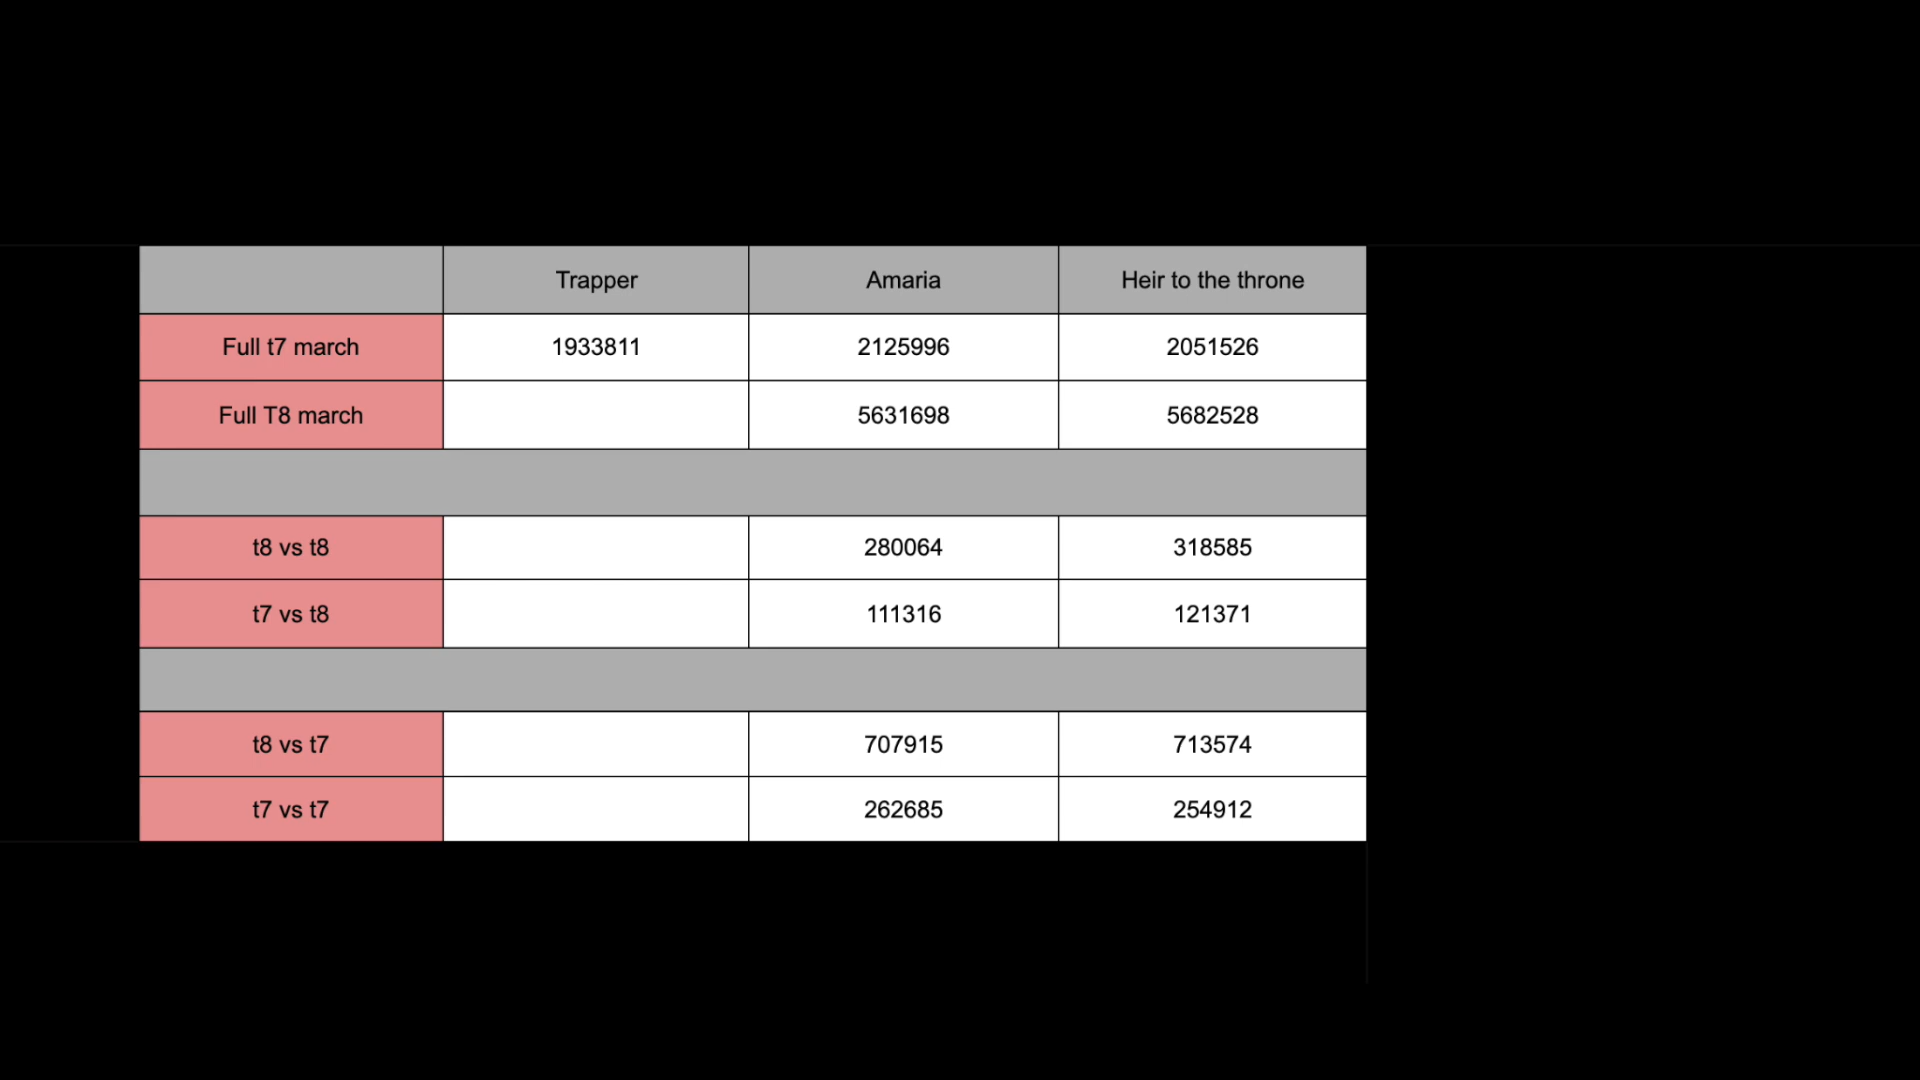 Trapper Amaria Heir to the throne
Full t7 march 1933811 2125996 2051526
Full T8 march 5631698 5682528
t8 vs t8 280064 318585
t7 vs t8 111316 121371
t8 vs t7 707915 713574
t7 vs t7 262685 254912